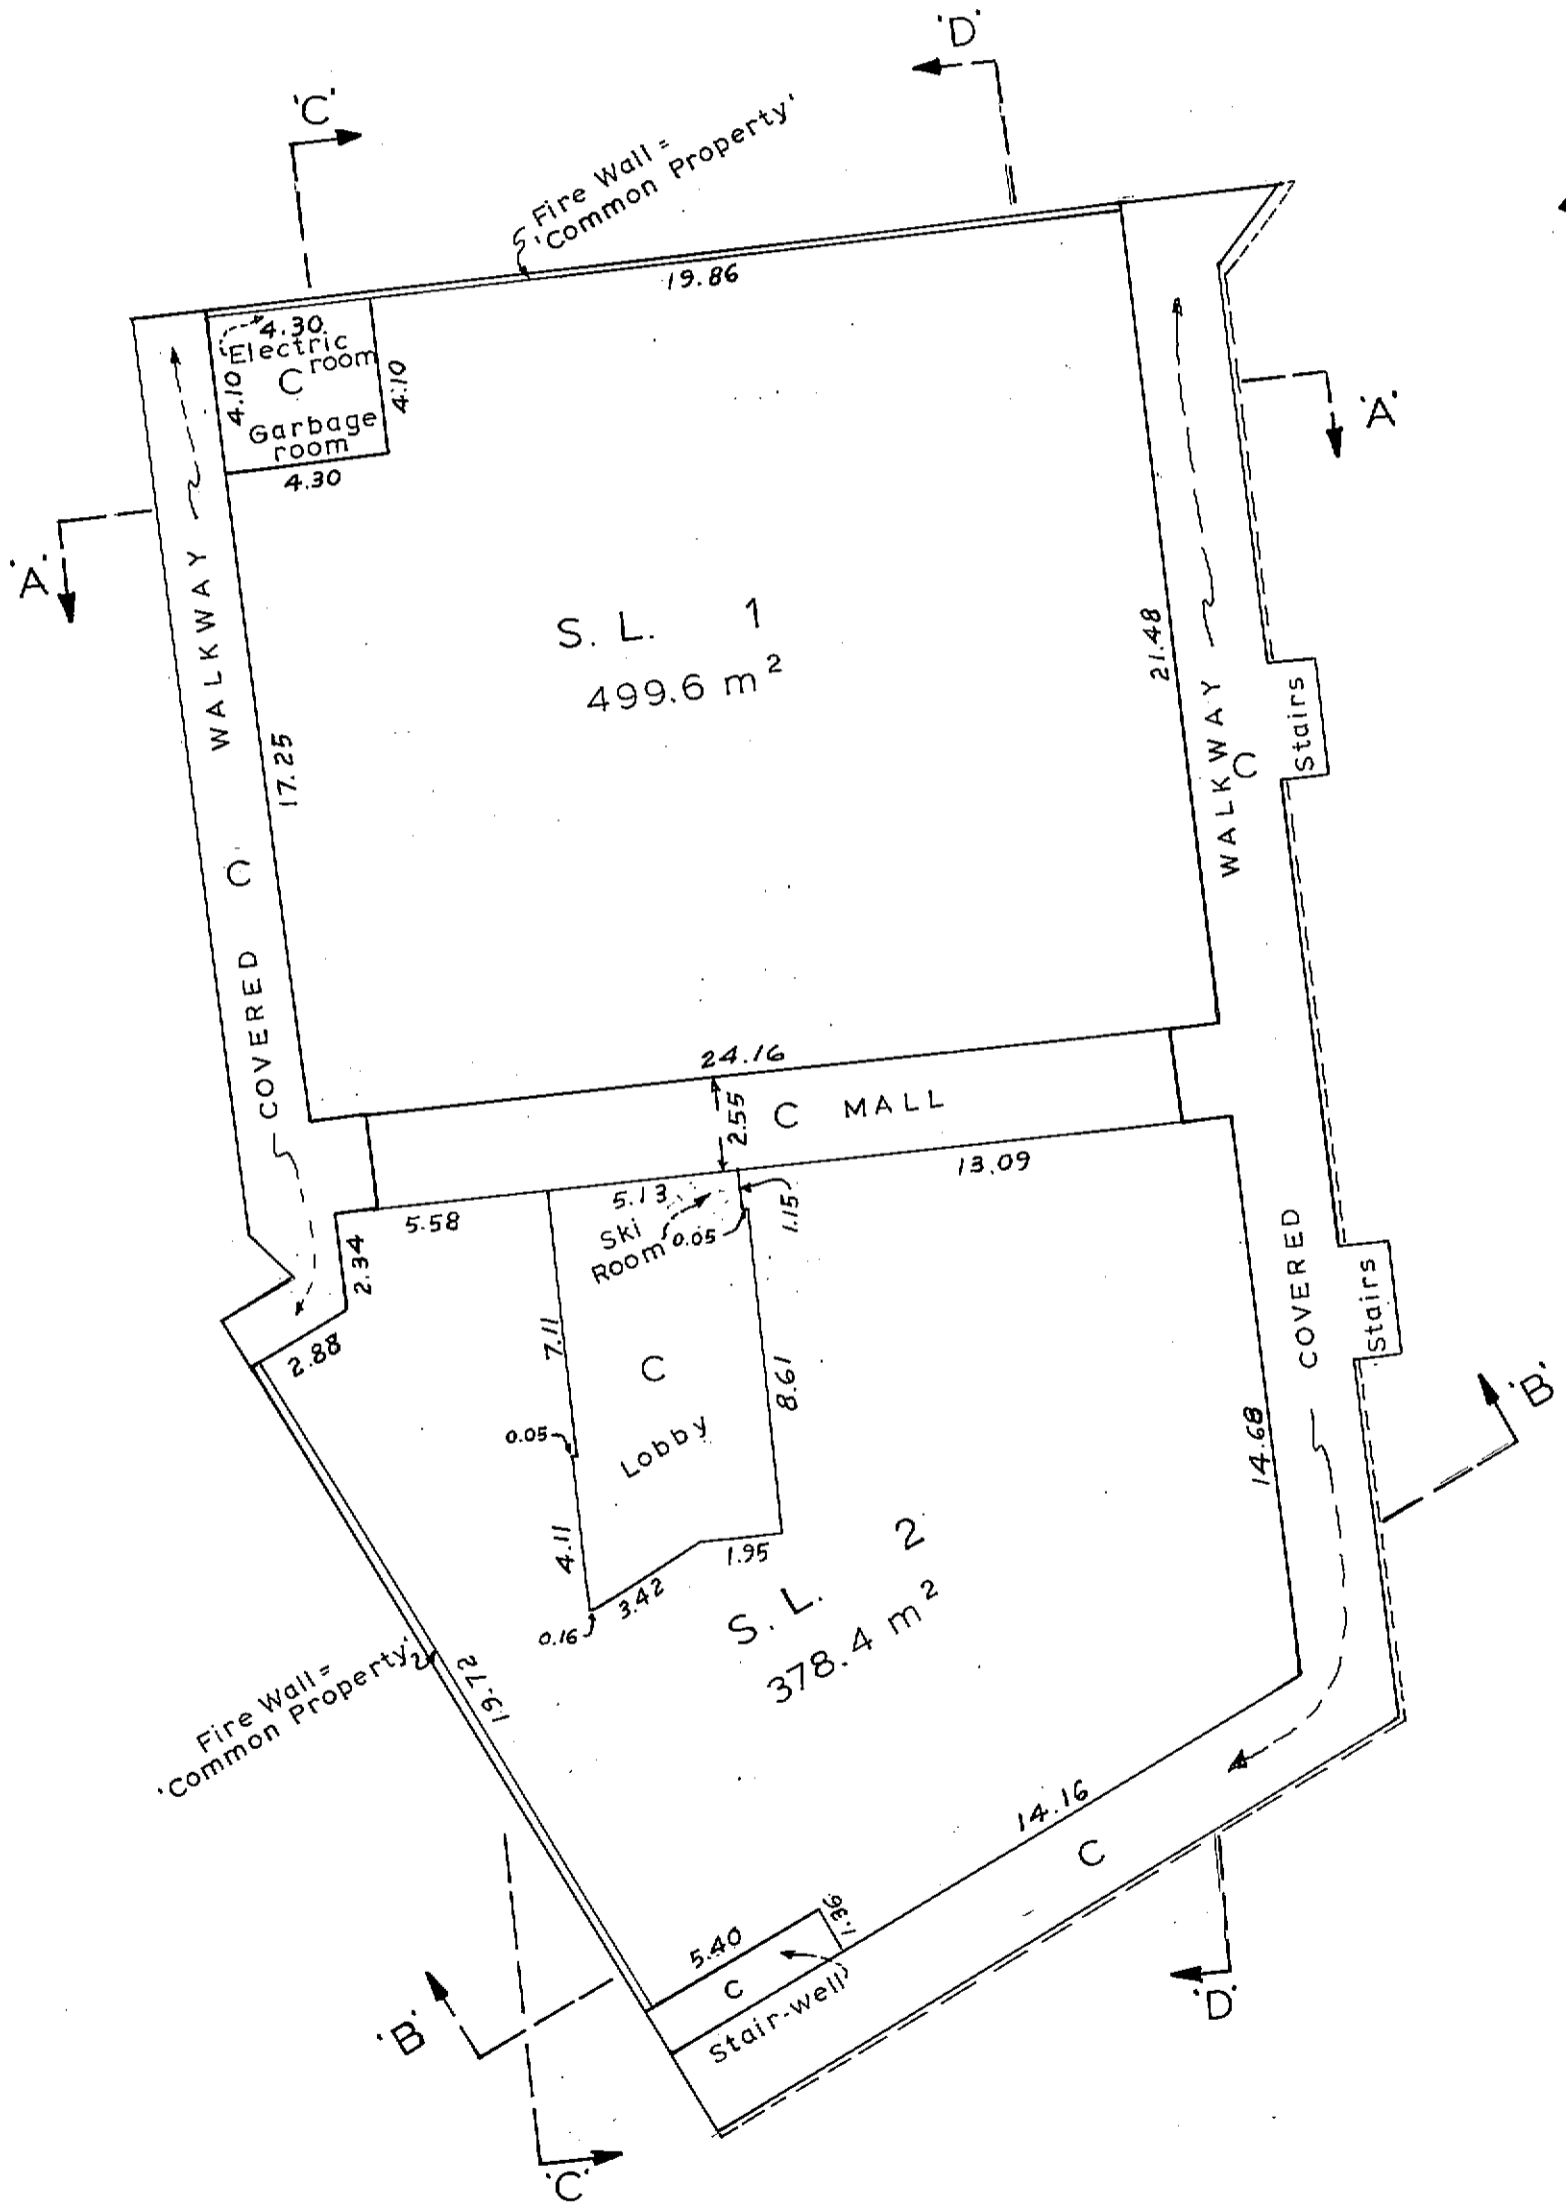 'D'
'C'
Fire Wall =
'Common Property'
19.86
4.30
Electric
room
C
4.10
4.10
Garbage
room
4.30
'A'
'A'
WALKWAY
S. L. 1
499.6 m²
21.48
17.25
Stairs
WALKWAY
C
C
COVERED
24.16
2.55
C MALL
13.09
5.13
5.58
1.15
Ski
Room
0.05
2.34
COVERED
Stairs
2.88
7.11
C
8.61
Lobby
0.05
14.68
'B'
4.11
1.95
3.42
0.16
S. L. 2
378.4 m²
Fire Wall =
'Common Property'
19.72
14.16
C
5.40
1.36
C
Stair-well
'B'
'D'
'C'